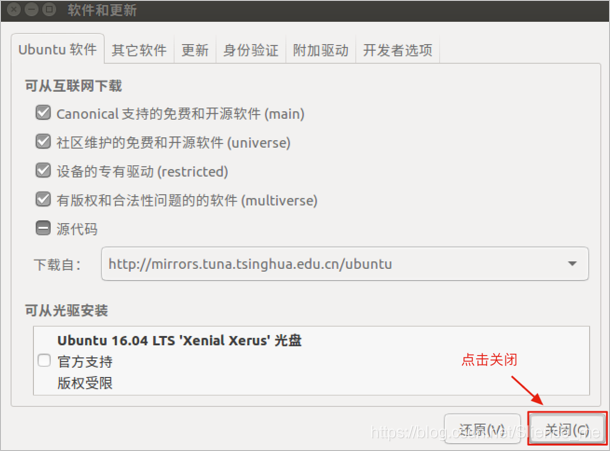 软件和更新
Ubuntu 软件 其它软件 更新 身份验证 附加驱动 开发者选项
可从互联网下载
Canonical 支持的免费和开源软件 (main)
社区维护的免费和开源软件 (universe)
设备的专有驱动 (restricted)
有版权和合法性问题的的软件 (multiverse)
源代码
下载自： http://mirrors.tuna.tsinghua.edu.cn/ubuntu
可从光驱安装
Ubuntu 16.04 LTS 'Xenial Xerus' 光盘
官方支持
版权受限
点击关闭
还原(V) 关闭(C)